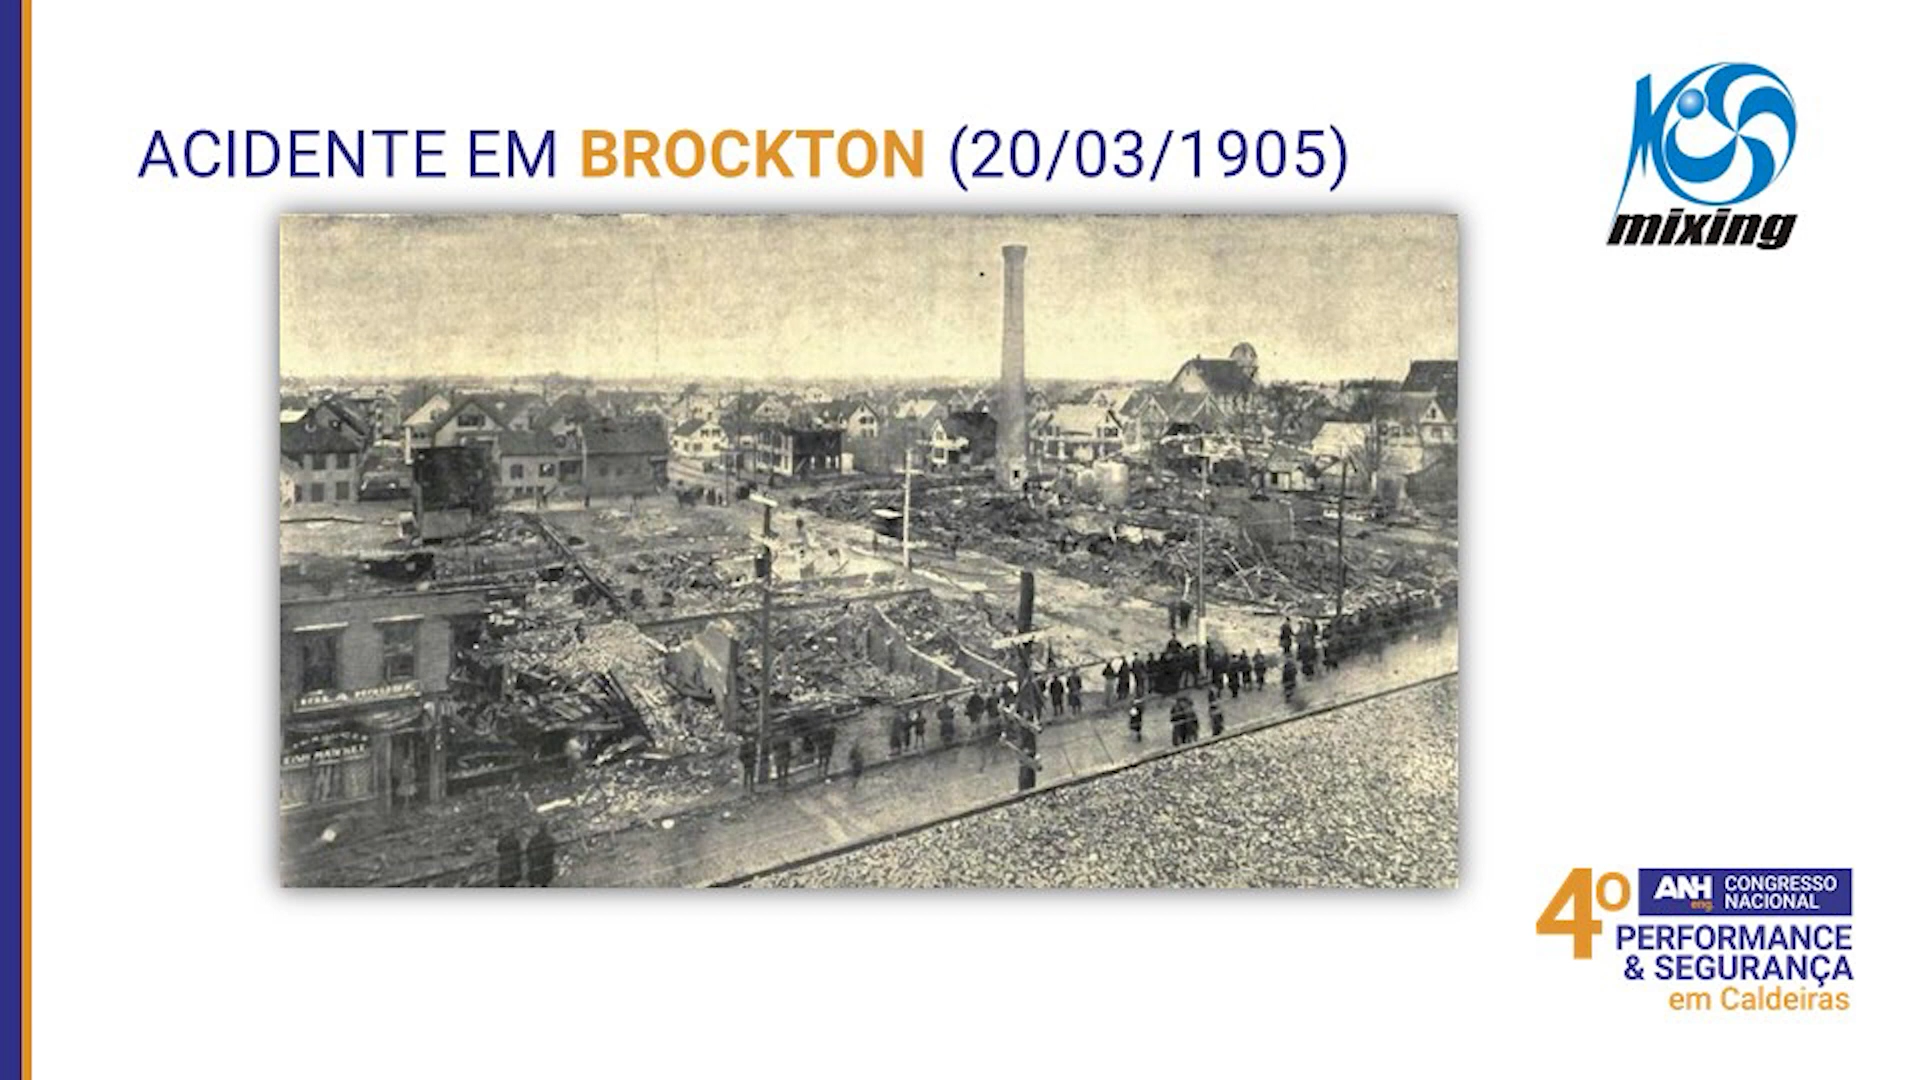 ACIDENTE EM BROCKTON (20/03/1905)
mixing
4º
ANH
eng.
CONGRESSO
NACIONAL
PERFORMANCE
& SEGURANÇA
em Caldeiras